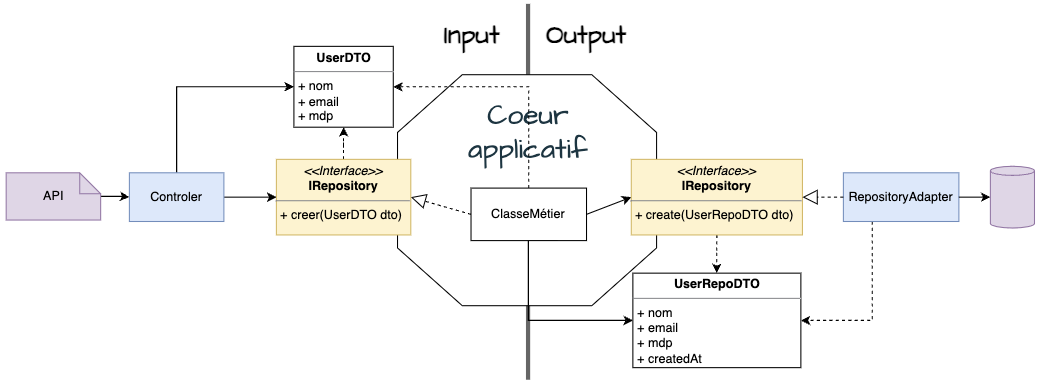 Input
Output
UserDTO
+ nom
+ email
+ mdp
Coeur
applicatif
API
Controler
<<Interface>>
IRepository
+ creer(UserDTO dto)
ClasseMétier
<<Interface>>
IRepository
+ create(UserRepoDTO dto)
RepositoryAdapter
UserRepoDTO
+ nom
+ email
+ mdp
+ createdAt